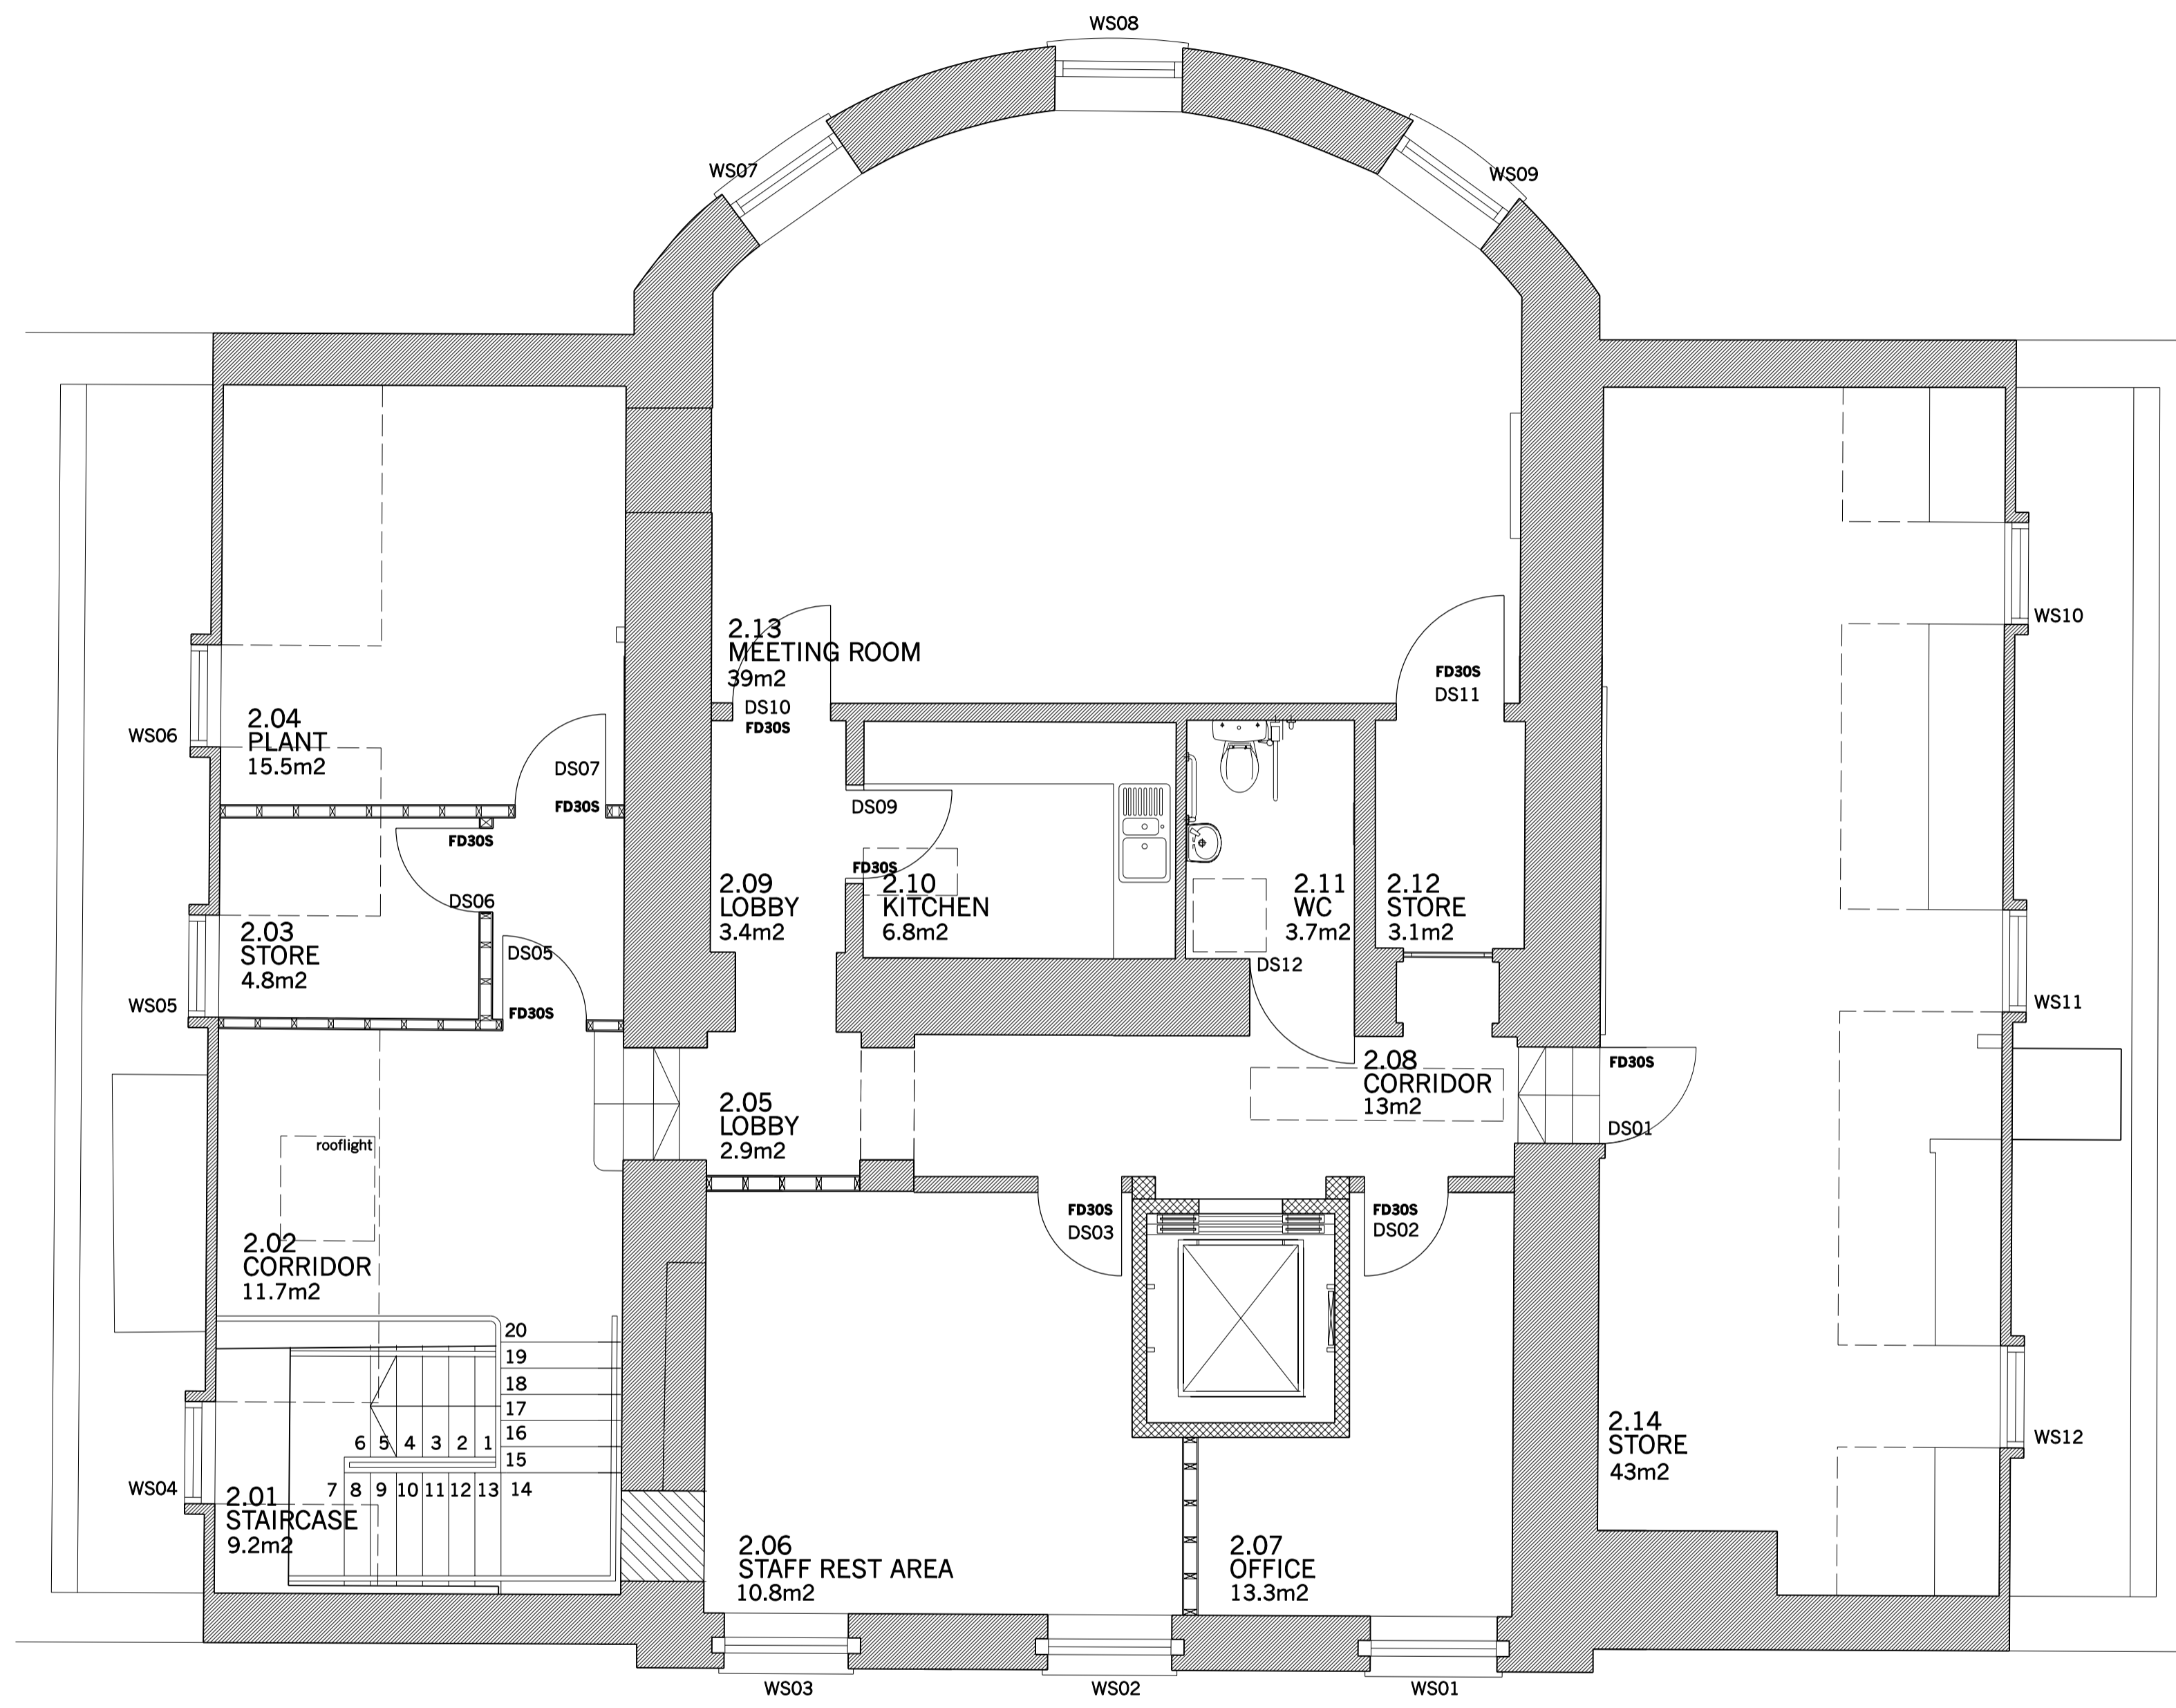 WS08
WS07
WS09
WS10
2.13
MEETING ROOM
39m2
DS10
FD30S
FD30S
DS11
WS06
2.04
PLANT
15.5m2
DS07
FD30S
FD30S
DS06
DS09
FD30S
2.03
STORE
4.8m2
DS05
FD30S
WS05
2.09
LOBBY
3.4m2
2.10
KITCHEN
6.8m2
2.11
WC
3.7m2
DS12
2.12
STORE
3.1m2
WS11
2.05
LOBBY
2.9m2
2.08
CORRIDOR
13m2
FD30S
DS01
rooflight
2.02
CORRIDOR
11.7m2
FD30S
DS03
FD30S
DS02
20
19
18
17
16
15
6 5 4 3 2 1
7 8 9 10 11 12 13 14
WS04
2.01
STAIRCASE
9.2m2
2.06
STAFF REST AREA
10.8m2
2.07
OFFICE
13.3m2
2.14
STORE
43m2
WS12
WS03
WS02
WS01